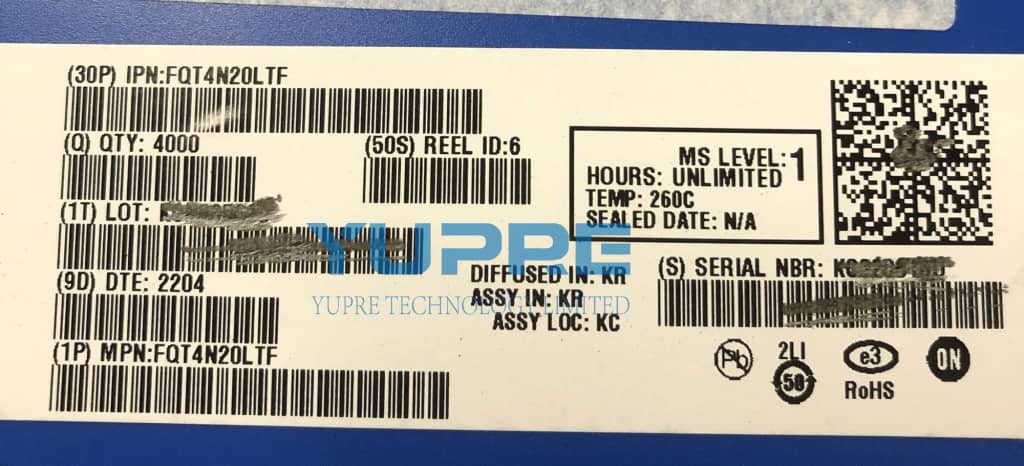 (30P) IPN:FQT4N20LTF
(Q) QTY: 4000
(50S) REEL ID:6
MS LEVEL: 1
HOURS: UNLIMITED
TEMP: 260C
SEALED DATE: N/A
(1T) LOT:
YUPRE
YUPRE TECHNOLOGY LIMITED
(9D) DTE: 2204
DIFFUSED IN: KR
ASSY IN: KR
ASSY LOC: KC
(S) SERIAL NBR:
(1P) MPN:FQT4N20LTF
Pb
2LI
50
e3
RoHS
ON